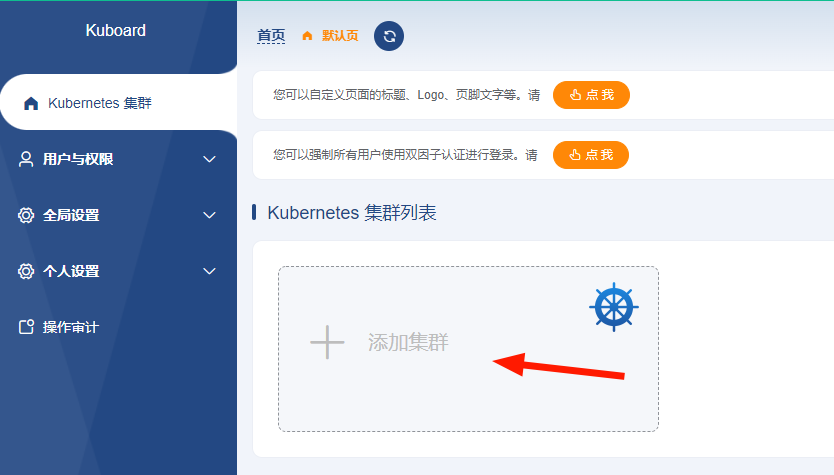 Kuboard
Kubernetes 集群
用户与权限
全局设置
个人设置
操作审计
首页 默认页
您可以自定义页面的标题、Logo、页脚文字等。请 点 我
您可以强制所有用户使用双因子认证进行登录。请 点 我
Kubernetes 集群列表
添加集群